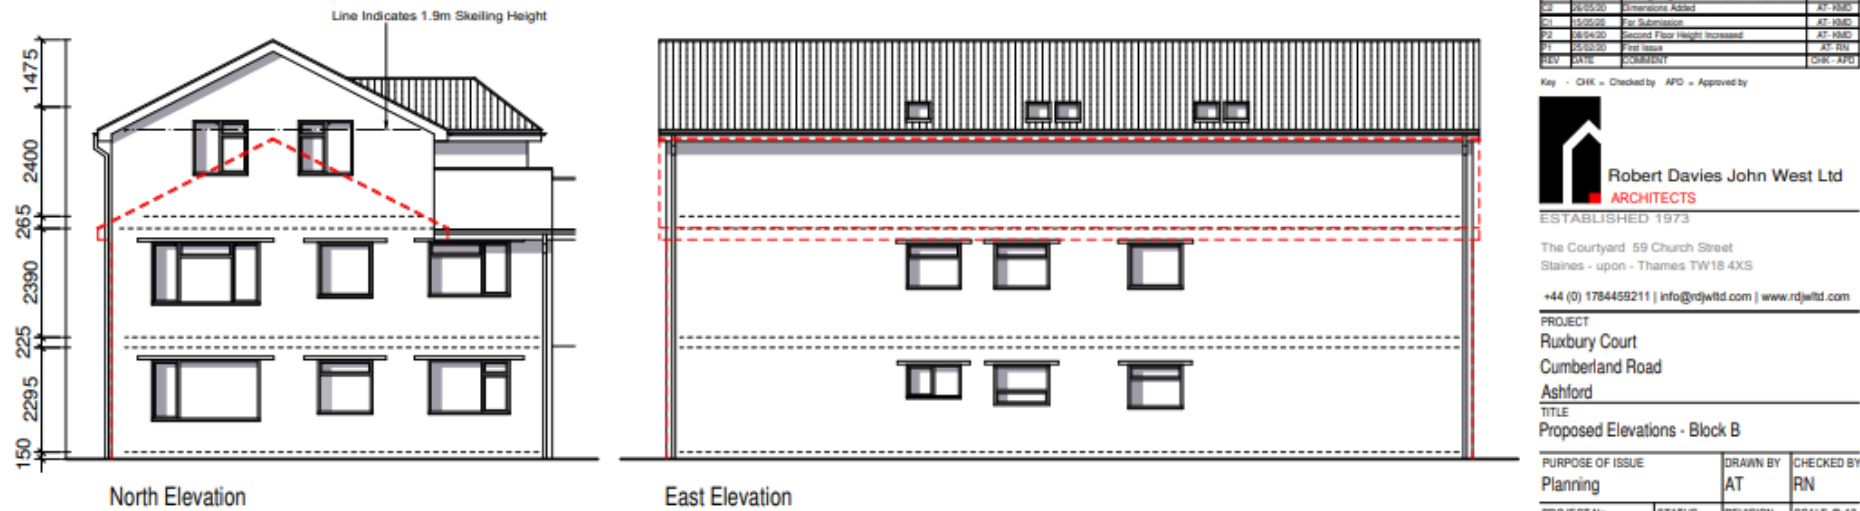 Line Indicates 1.9m Skeiling Height
1475
2400
265
2390
225
2295
150
North Elevation
East Elevation
C2 26/05/20 Dimensions Added AT- KMD
C1 15/05/20 For Submission AT- KMD
P2 08/04/20 Second Floor Height Increased AT- KMD
P1 25/02/20 First Issue AT- RN
REV DATE COMMENT CHK - APD
Key - CHK = Checked by APD = Approved by
Robert Davies John West Ltd
ARCHITECTS
ESTABLISHED 1973
The Courtyard 59 Church Street
Staines - upon - Thames TW18 4XS
+44 (0) 1784459211 | info@rdjwltd.com | www.rdjwltd.com
PROJECT
Ruxbury Court
Cumberland Road
Ashford
TITLE
Proposed Elevations - Block B
PURPOSE OF ISSUE DRAWN BY CHECKED BY
Planning AT RN